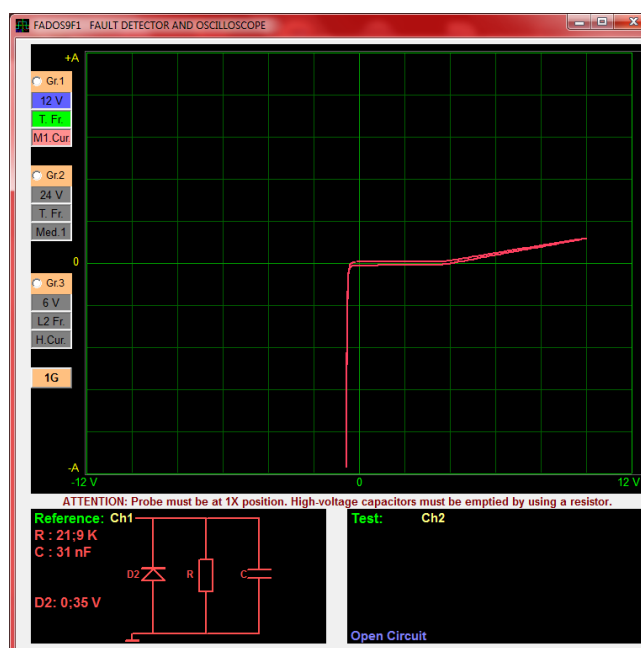 FADOS9F1 FAULT DETECTOR AND OSCILLOSCOPE
+A
Gr.1
12 V
T. Fr.
M1.Cur
Gr.2
24 V
T. Fr.
Med.1
0
Gr.3
6 V
L2 Fr.
H.Cur.
1G
-A
-12 V
0
12 V
ATTENTION: Probe must be at 1X position. High-voltage capacitors must be emptied by using a resistor.
Reference: Ch1
R : 21;9 K
C : 31 nF
D2
R
C
D2: 0;35 V
Test: Ch2
Open Circuit